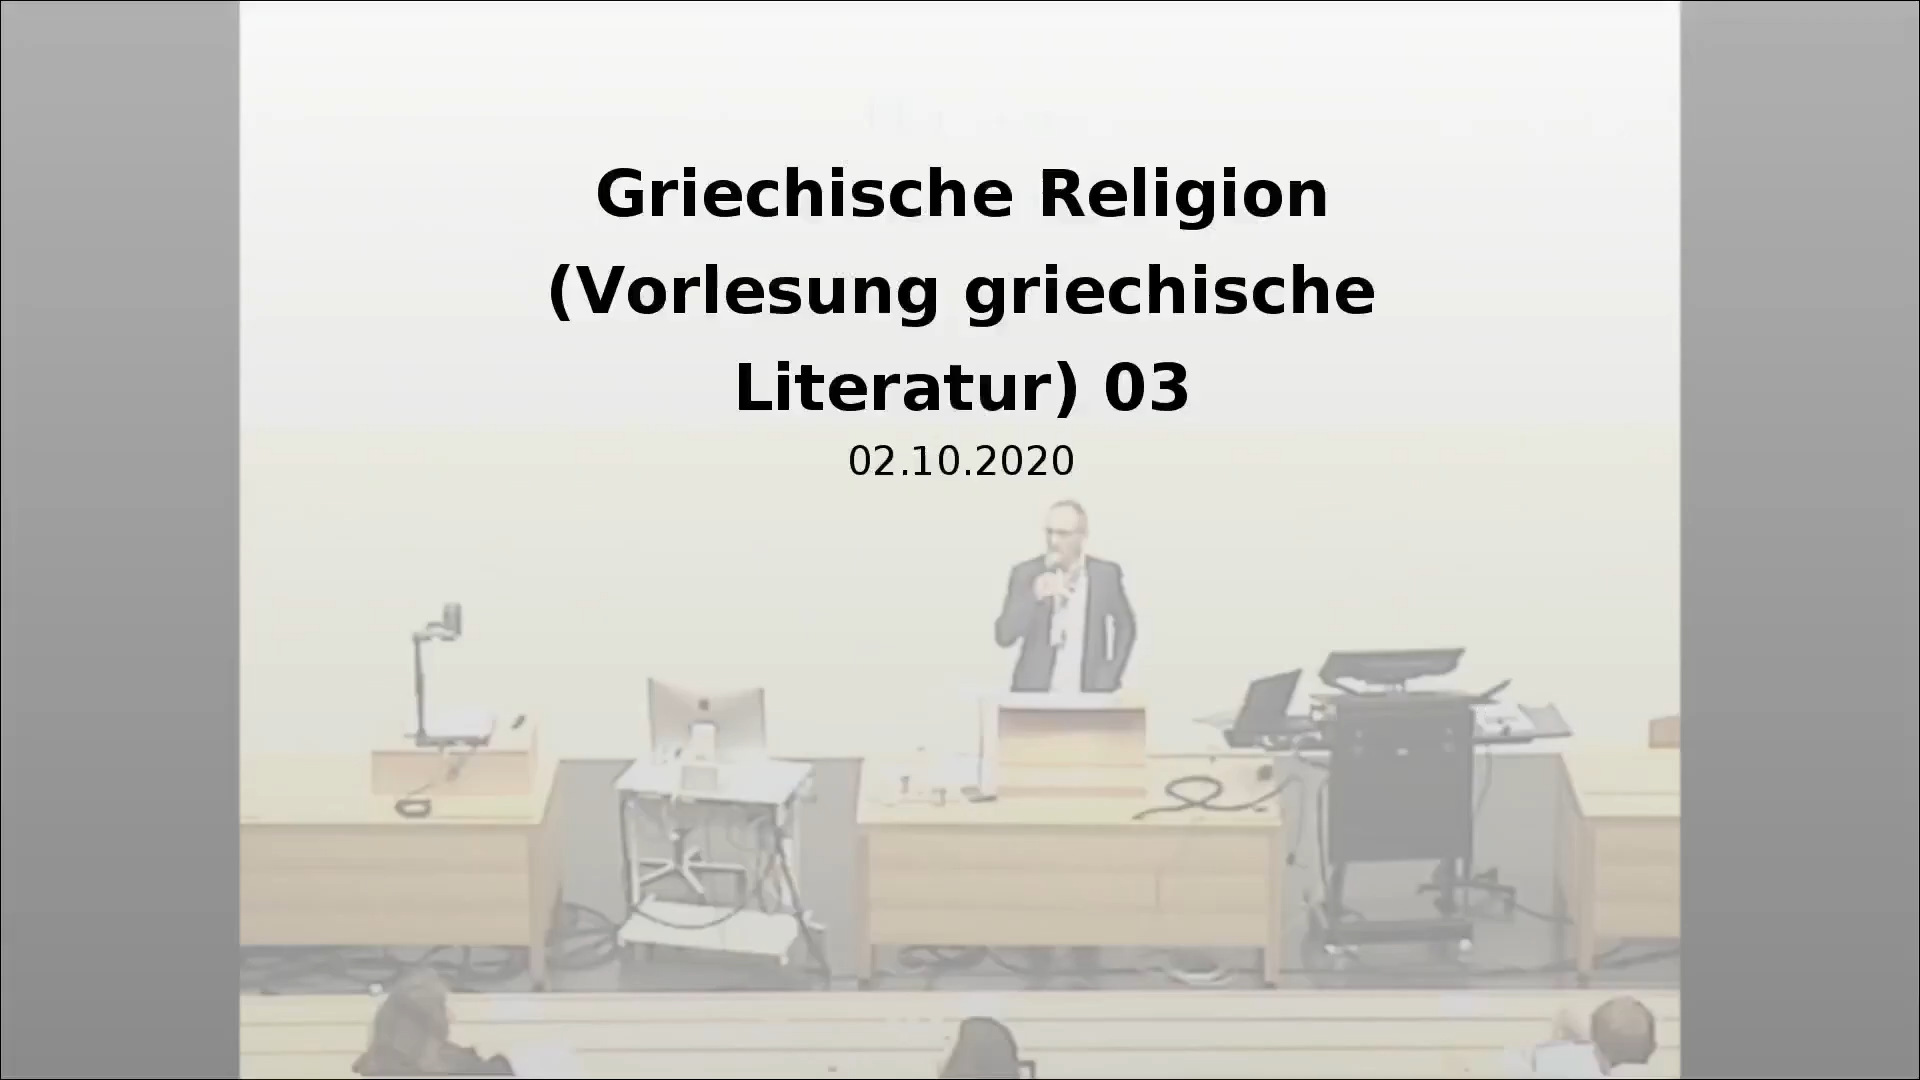 Griechische Religion
(Vorlesung griechische
Literatur) 03
02.10.2020